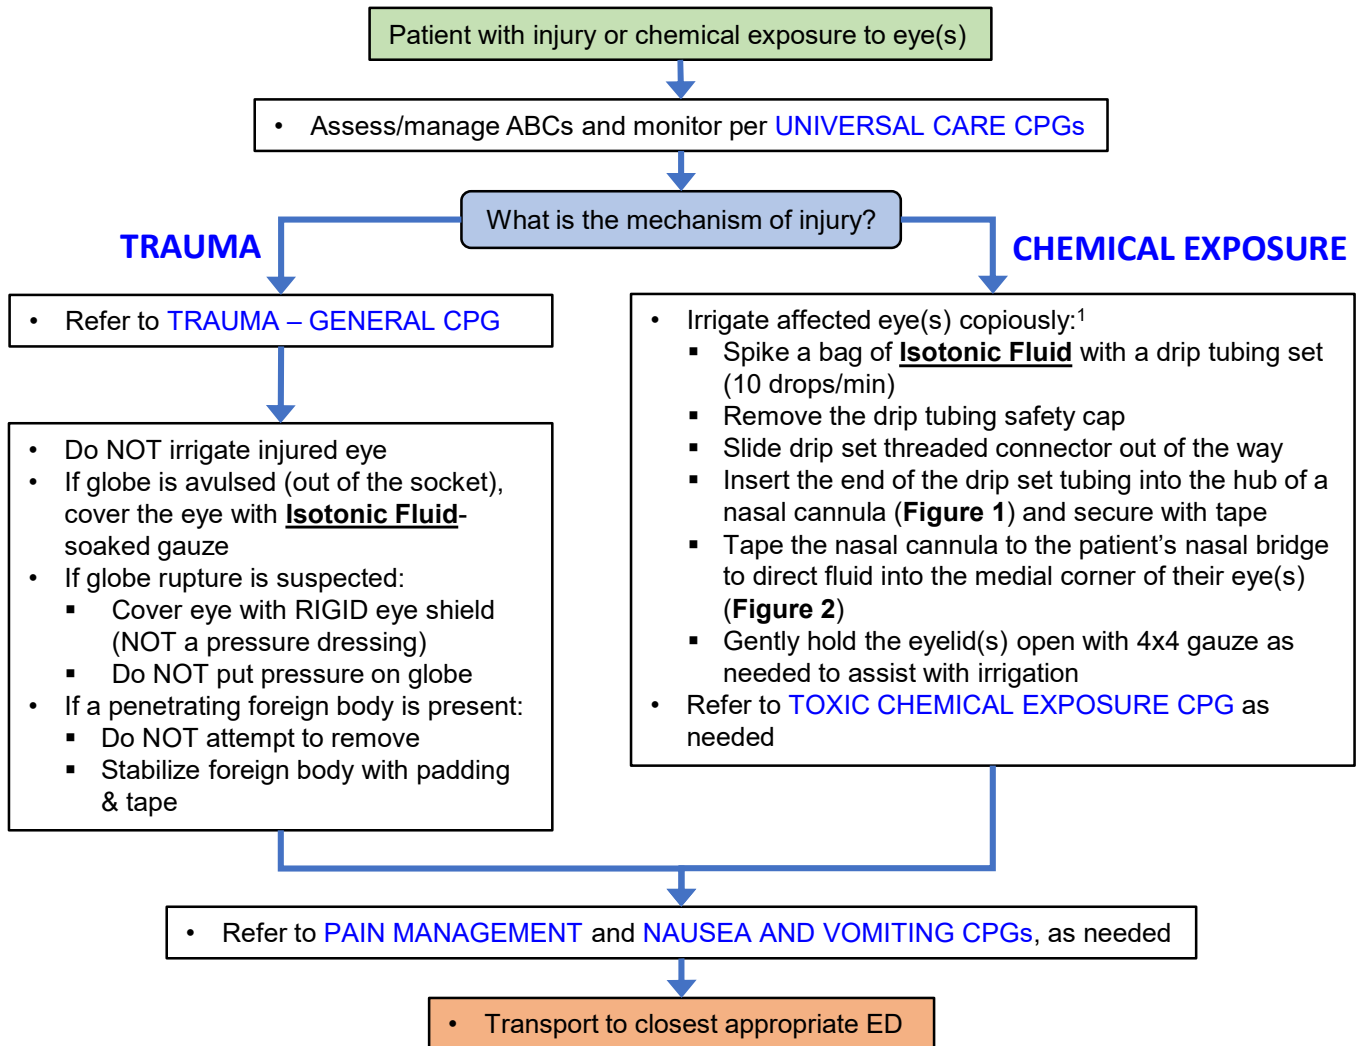 Patient with injury or chemical exposure to eye(s)
• Assess/manage ABCs and monitor per UNIVERSAL CARE CPGs
What is the mechanism of injury?
TRAUMA
• Refer to TRAUMA – GENERAL CPG
• Do NOT irrigate injured eye
• If globe is avulsed (out of the socket),
cover the eye with Isotonic Fluid-
soaked gauze
• If globe rupture is suspected:
▪ Cover eye with RIGID eye shield
(NOT a pressure dressing)
▪ Do NOT put pressure on globe
• If a penetrating foreign body is present:
▪ Do NOT attempt to remove
▪ Stabilize foreign body with padding
& tape
CHEMICAL EXPOSURE
• Irrigate affected eye(s) copiously:¹
▪ Spike a bag of Isotonic Fluid with a drip tubing set
(10 drops/min)
▪ Remove the drip tubing safety cap
▪ Slide drip set threaded connector out of the way
▪ Insert the end of the drip set tubing into the hub of a
nasal cannula (Figure 1) and secure with tape
▪ Tape the nasal cannula to the patient’s nasal bridge
to direct fluid into the medial corner of their eye(s)
(Figure 2)
▪ Gently hold the eyelid(s) open with 4x4 gauze as
needed to assist with irrigation
• Refer to TOXIC CHEMICAL EXPOSURE CPG as
needed
• Refer to PAIN MANAGEMENT and NAUSEA AND VOMITING CPGs, as needed
• Transport to closest appropriate ED